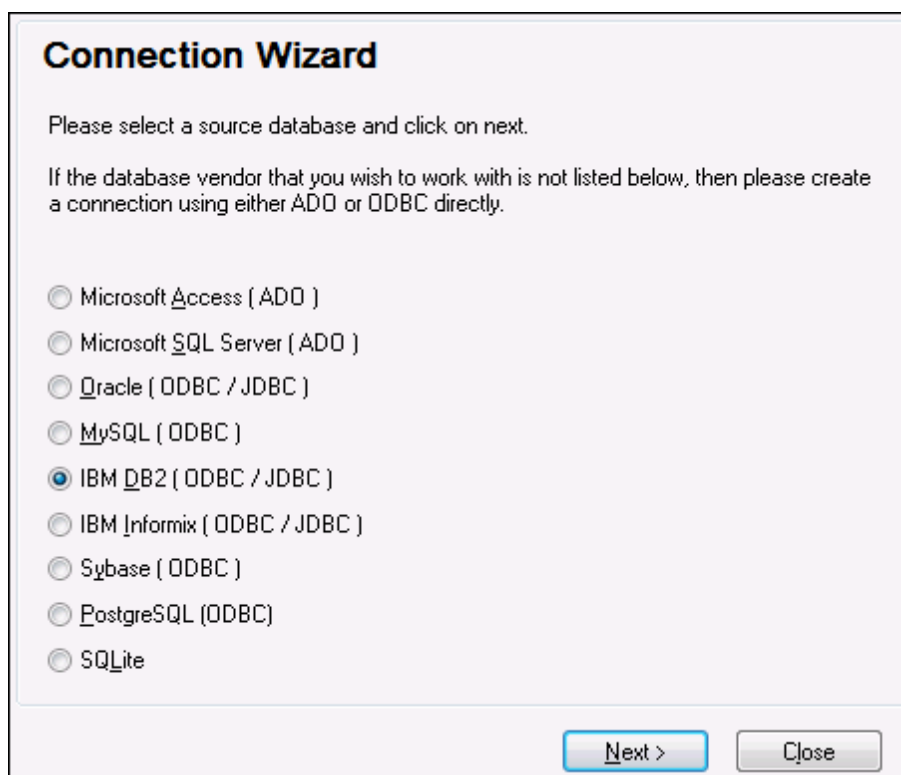 Connection Wizard
Please select a source database and click on next.
If the database vendor that you wish to work with is not listed below, then please create
a connection using either ADO or ODBC directly.
Microsoft Access ( ADO )
Microsoft SQL Server ( ADO )
Oracle ( ODBC / JDBC )
MySQL ( ODBC )
IBM DB2 ( ODBC / JDBC )
IBM Informix ( ODBC / JDBC )
Sybase ( ODBC )
PostgreSQL (ODBC)
SQLite
Next >
Close